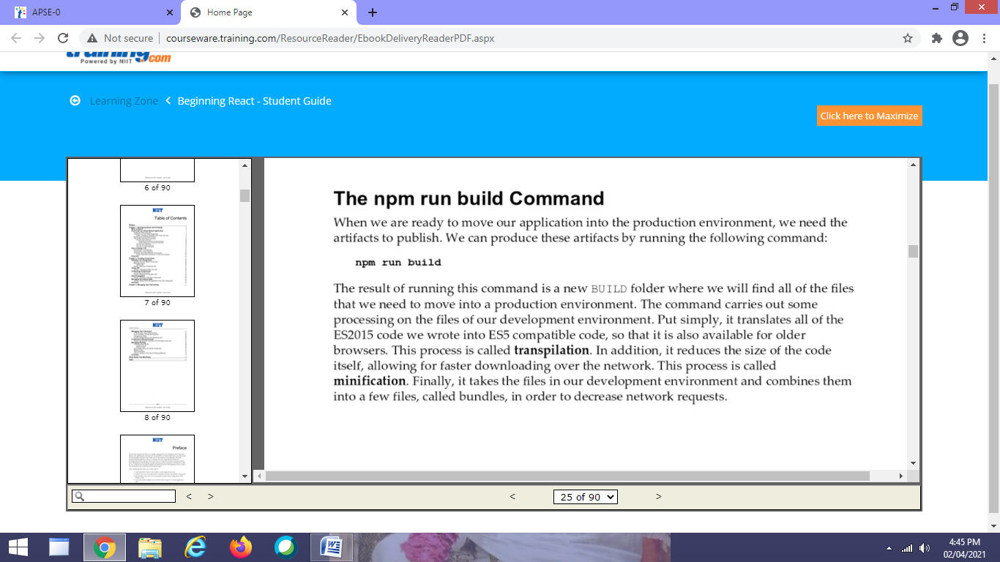 APSE-0
Home Page
Not secure
courseware.training.com/ResourceReader/EbookDeliveryReaderPDF.aspx
training.com
Powered by NIIT
Learning Zone < Beginning React - Student Guide
Click here to Maximize
6 of 90
NIIT
Table of Contents
7 of 90
NIIT
8 of 90
NIIT
Preface
The npm run build Command
When we are ready to move our application into the production environment, we need the
artifacts to publish. We can produce these artifacts by running the following command:
npm run build
The result of running this command is a new BUILD folder where we will find all of the files
that we need to move into a production environment. The command carries out some
processing on the files of our development environment. Put simply, it translates all of the
ES2015 code we wrote into ES5 compatible code, so that it is also available for older
browsers. This process is called transpilation. In addition, it reduces the size of the code
itself, allowing for faster downloading over the network. This process is called
minification. Finally, it takes the files in our development environment and combines them
into a few files, called bundles, in order to decrease network requests.
< >
< 25 of 90 >
4:45 PM
02/04/2021